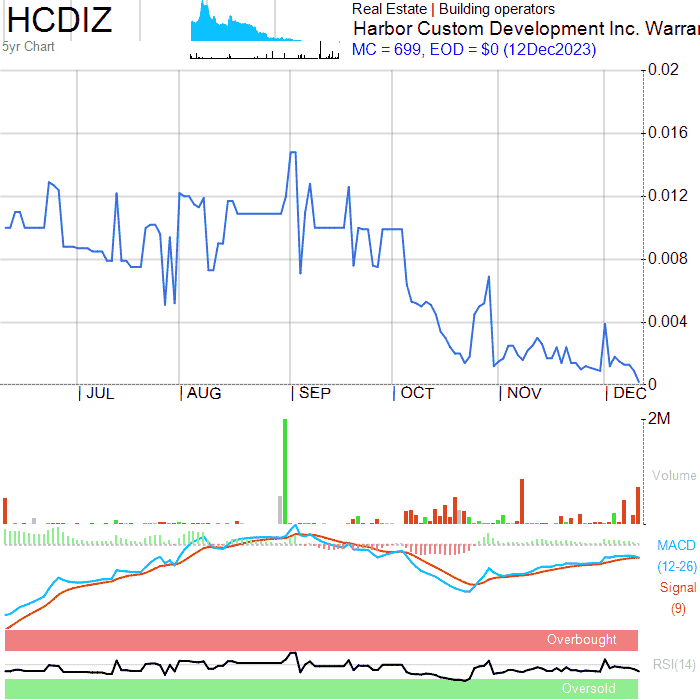 HCDIZ
5yr Chart
Real Estate | Building operators
Harbor Custom Development Inc. Warrar
MC = 699, EOD = $0 (12Dec2023)
0.02
0.016
0.012
0.008
0.004
0
JUL AUG SEP OCT NOV DEC
2M
Volume
MACD
(12-26)
Signal
(9)
Overbought
RSI(14)
Oversold